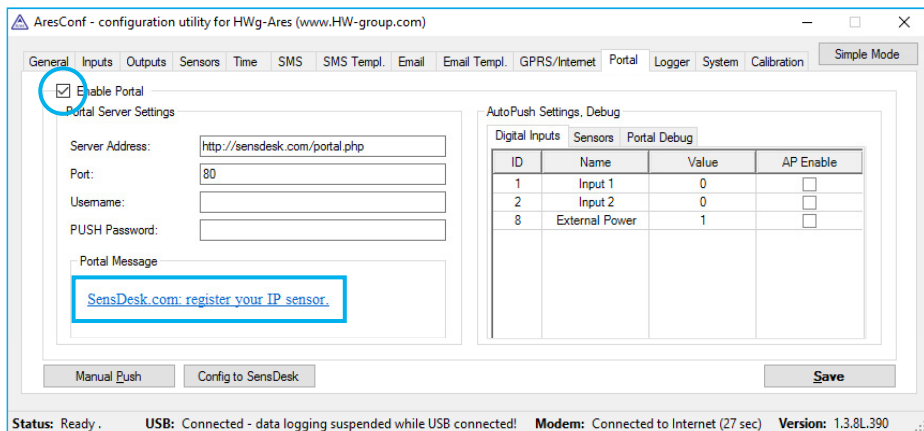 AresConf - configuration utility for HWg-Ares (www.HW-group.com)
General Inputs Outputs Sensors Time SMS SMS Templ. Email Email Templ. GPRS/Internet Portal Logger System Calibration Simple Mode
Enable Portal
Portal Server Settings
Server Address: http://sensdesk.com/portal.php
Port: 80
Username:
PUSH Password:
Portal Message
SensDesk.com: register your IP sensor.
AutoPush Settings, Debug
Digital Inputs Sensors Portal Debug
ID Name Value AP Enable
1 Input 1 0
2 Input 2 0
8 External Power 1
Manual Push Config to SensDesk Save
Status: Ready . USB: Connected - data logging suspended while USB connected! Modem: Connected to Internet (27 sec) Version: 1.3.8L.390